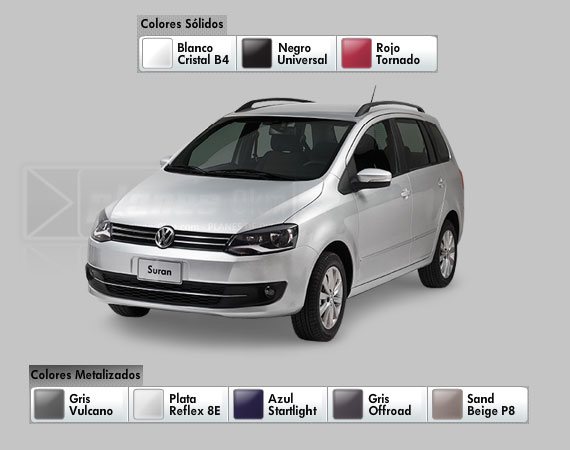 Colores Sólidos
Blanco
Cristal B4
Negro
Universal
Rojo
Tornado
Suran
Colores Metalizados
Gris
Vulcano
Plata
Reflex 8E
Azul
Startlight
Gris
Offroad
Sand
Beige P8